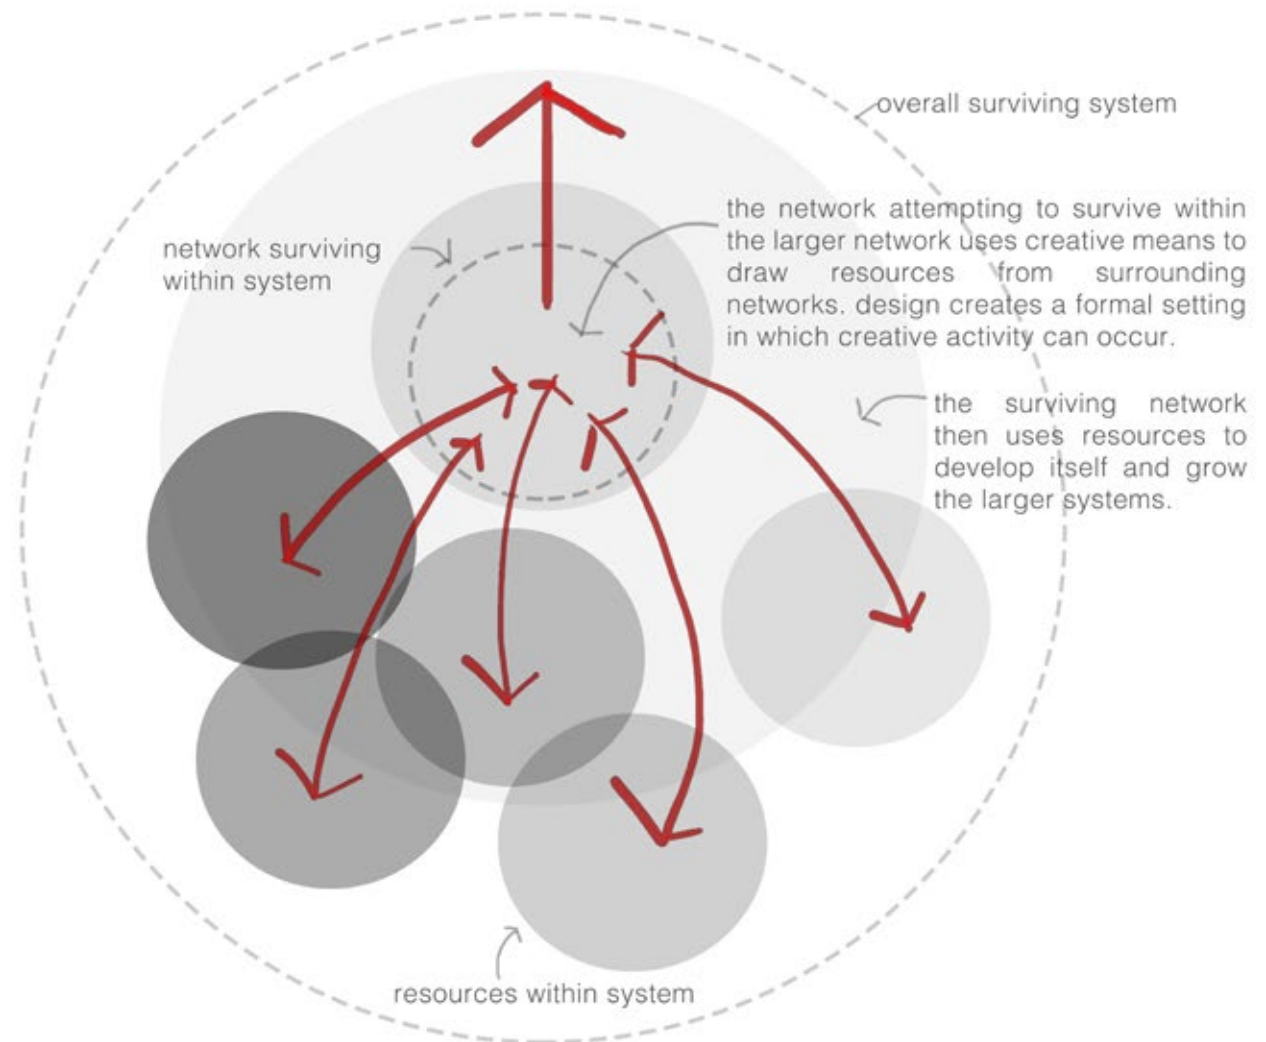 overall surviving system
the network attempting to survive within
the larger network uses creative means to
draw resources from surrounding
networks. design creates a formal setting
in which creative activity can occur.
network surviving
within system
the surviving network
then uses resources to
develop itself and grow
the larger systems.
resources within system